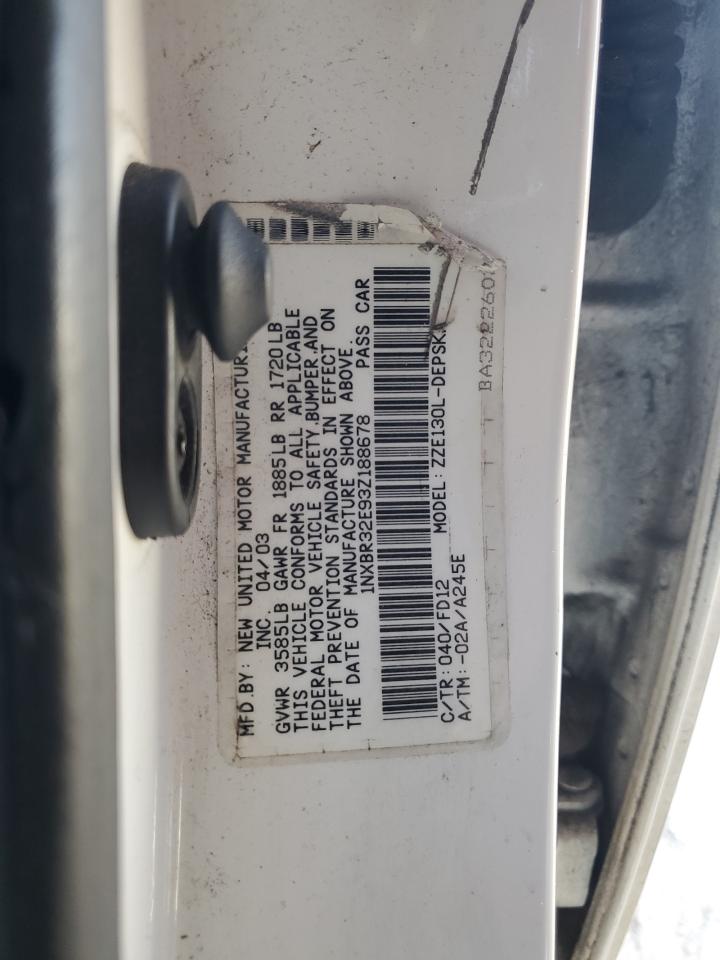 MFD.BY: NEW UNITED MOTOR
INC. 04/03
GVWR 3585LB GAWR FR 1885LB RR 1720LB
THIS VEHICLE CONFORMS TO ALL APPLICABLE
FEDERAL MOTOR VEHICLE SAFETY,BUMPER,AND
THEFT PREVENTION STANDARDS IN EFFECT ON
THE DATE OF MANUFACTURE SHOWN ABOVE.
1NXBR32E93Z188678 PASS CAR
C/TR: 040/FD12 MODEL: ZZE130L-DEPSK
A/TM: -02A/A245E